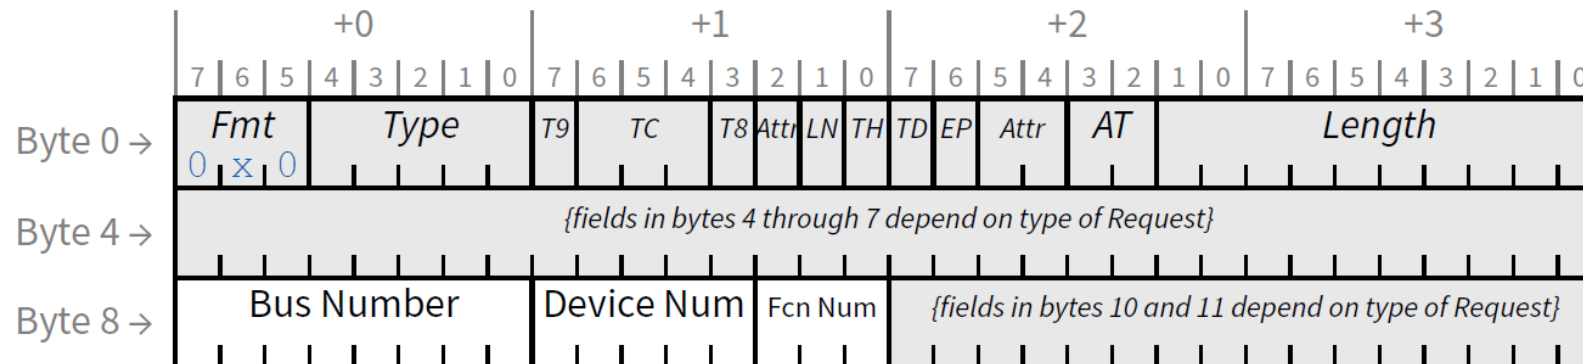 +0 +1 +2 +3
7 6 5 4 3 2 1 0 7 6 5 4 3 2 1 0 7 6 5 4 3 2 1 0 7 6 5 4 3 2 1 0
Byte 0 → Fmt Type T9 TC T8 Attr LN TH TD EP Attr AT Length
0 x 0
Byte 4 → {fields in bytes 4 through 7 depend on type of Request}
Byte 8 → Bus Number Device Num Fcn Num {fields in bytes 10 and 11 depend on type of Request}